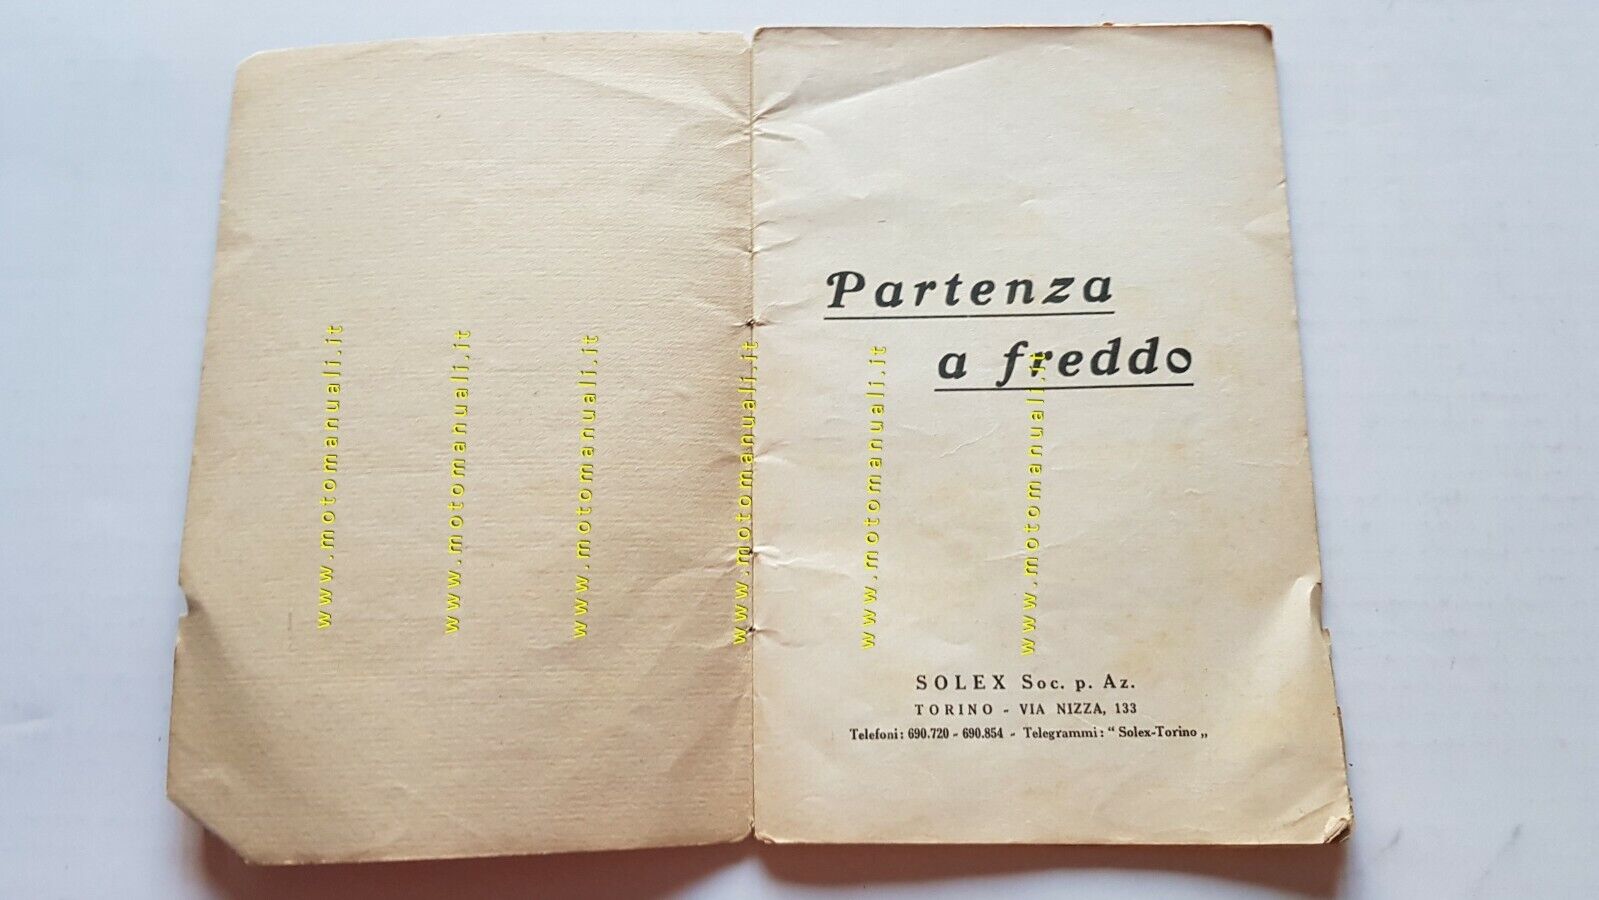 Partenza
a freddo
SOLEX Soc. p. Az.
TORINO - VIA NIZZA, 133
Telefoni: 690.720 - 690.854 - Telegrammi: “ Solex-Torino „
www.motomanuali.it
www.motomanuali.it
www.motomanuali.it
www.motomanuali.it
www.motomanuali.it
www.motomanuali.it